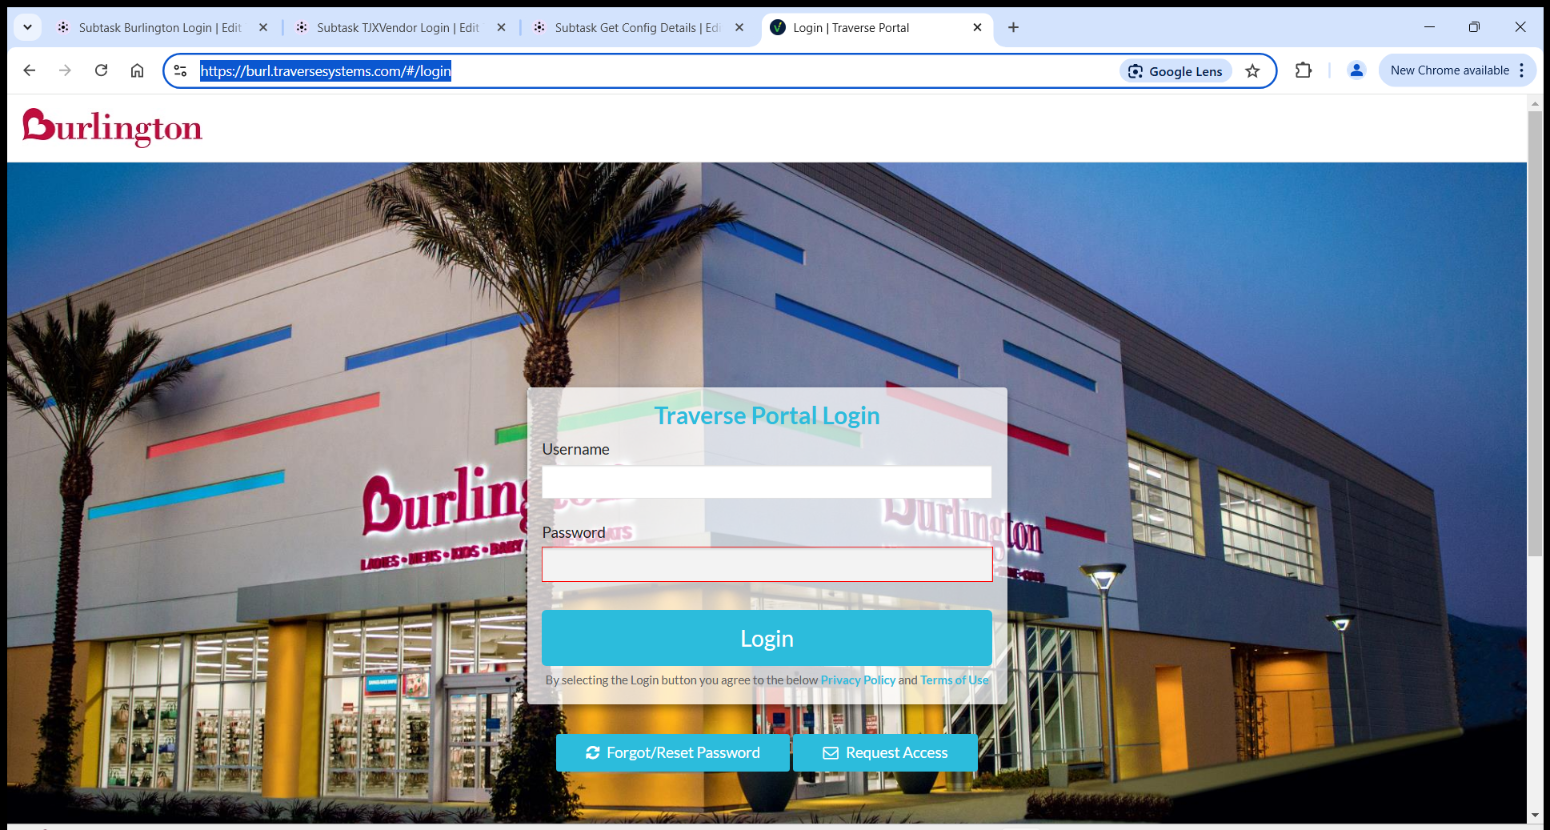 Subtask Burlington Login | Edit
Subtask TJXVendor Login | Edit
Subtask Get Config Details | Edi
Login | Traverse Portal
https://burl.traversesystems.com/#/login
Google Lens
New Chrome available
Burlington
Traverse Portal Login
Username
Burlington
Burlington
Password
LADIES • MENS • KIDS • BABY
COATS
Login
By selecting the Login button you agree to the below Privacy Policy and Terms of Use
Forgot/Reset Password
Request Access